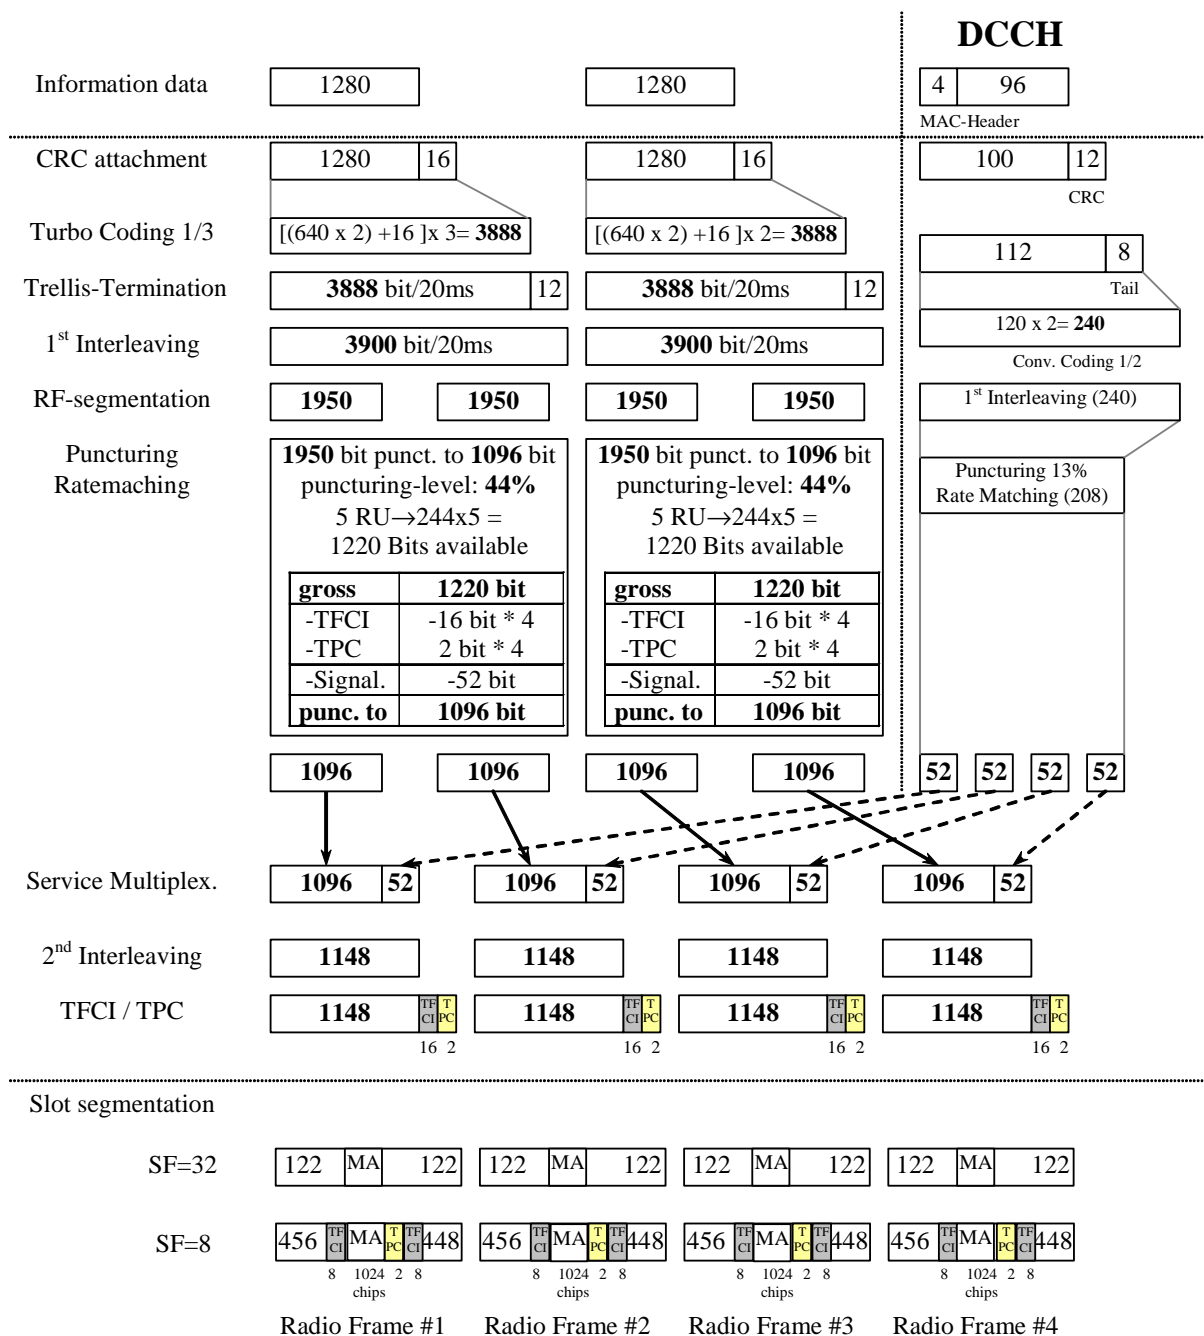 DCCH
Information data 1280 1280 4 96
MAC-Header
CRC attachment 1280 16 1280 16 100 12
CRC
Turbo Coding 1/3 [(640 x 2) +16 ]x 3= 3888 [(640 x 2) +16 ]x 2= 3888
112 8
Tail
Trellis-Termination 3888 bit/20ms 12 3888 bit/20ms 12
120 x 2= 240
Conv. Coding 1/2
1st Interleaving 3900 bit/20ms 3900 bit/20ms
RF-segmentation 1950 1950 1950 1950 1st Interleaving (240)
Puncturing
Ratemaching
1950 bit punct. to 1096 bit
puncturing-level: 44%
5 RU→244x5 =
1220 Bits available
gross 1220 bit
-TFCI -16 bit * 4
-TPC 2 bit * 4
-Signal. -52 bit
punc. to 1096 bit
1950 bit punct. to 1096 bit
puncturing-level: 44%
5 RU→244x5 =
1220 Bits available
gross 1220 bit
-TFCI -16 bit * 4
-TPC 2 bit * 4
-Signal. -52 bit
punc. to 1096 bit
Puncturing 13%
Rate Matching (208)
1096 1096 1096 1096 52 52 52 52
Service Multiplex. 1096 52 1096 52 1096 52 1096 52
2nd Interleaving 1148 1148 1148 1148
TFCI / TPC 1148 TF CI T PC 1148 TF CI T PC 1148 TF CI T PC 1148 TF CI T PC
16 2 16 2 16 2 16 2
Slot segmentation
SF=32 122 MA 122 122 MA 122 122 MA 122 122 MA 122
SF=8 456 TF CI MA T PC TF CI 448 456 TF CI MA T PC TF CI 448 456 TF CI MA T PC TF CI 448 456 TF CI MA T PC TF CI 448
8 1024 2 8 8 1024 2 8 8 1024 2 8 8 1024 2 8
chips chips chips chips
Radio Frame #1 Radio Frame #2 Radio Frame #3 Radio Frame #4